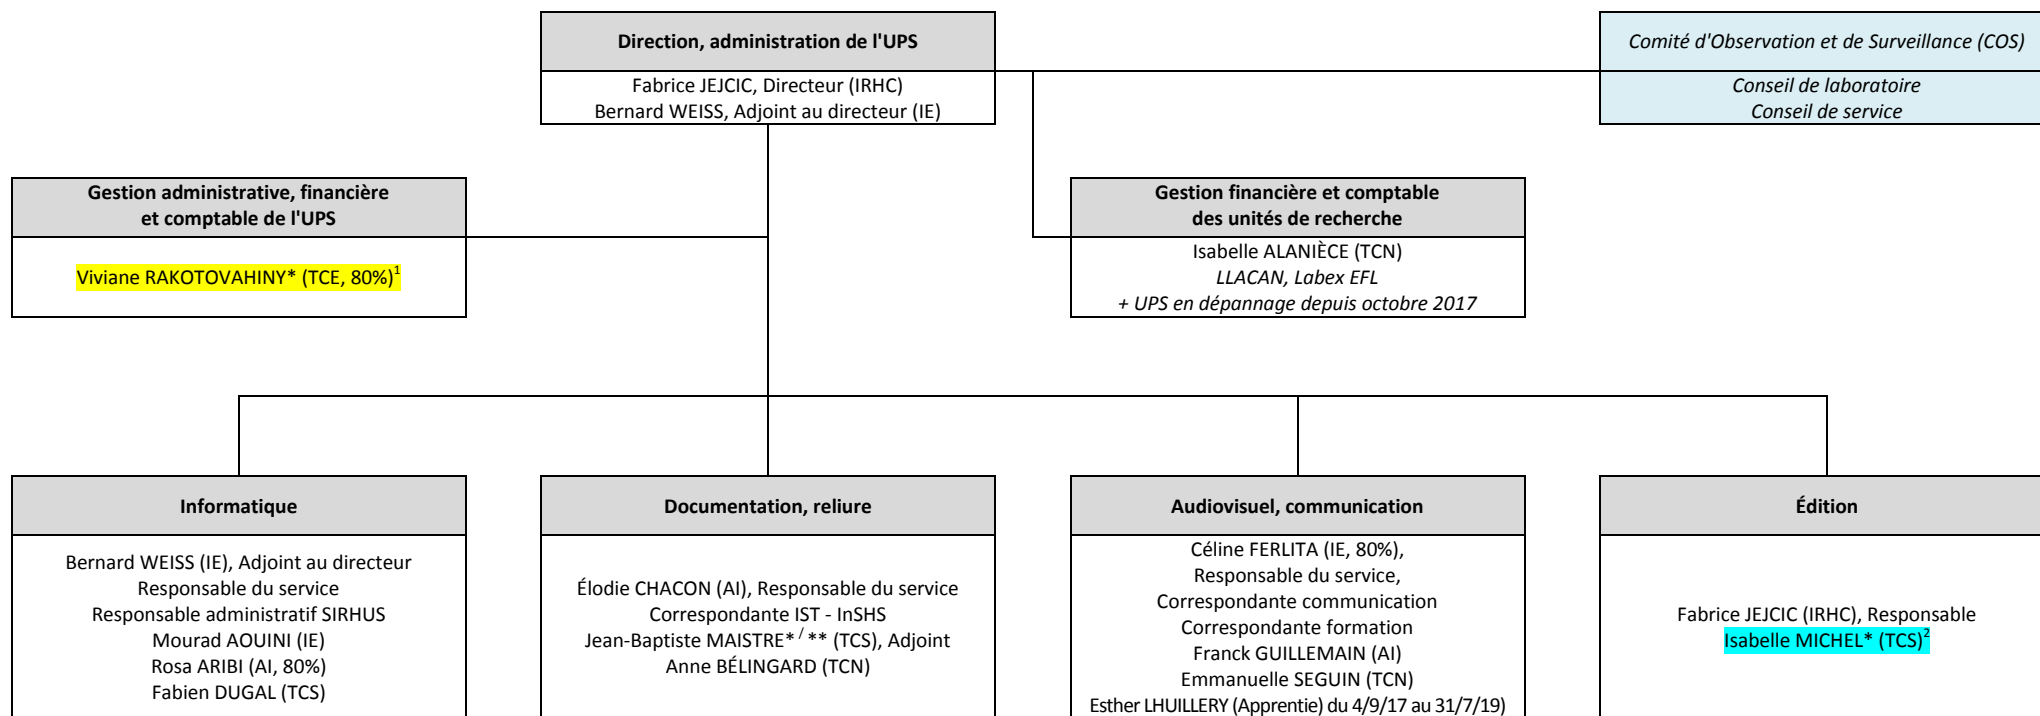 Direction, administration de l'UPS
Fabrice JEJCIC, Directeur (IRHC)
Bernard WEISS, Adjoint au directeur (IE)
Comité d'Observation et de Surveillance (COS)
Conseil de laboratoire
Conseil de service
Gestion administrative, financière
et comptable de l'UPS
Viviane RAKOTOVAHINY* (TCE, 80%)¹
Gestion financière et comptable
des unités de recherche
Isabelle ALANIÈCE (TCN)
LLACAN, Labex EFL
+ UPS en dépannage depuis octobre 2017
Informatique
Bernard WEISS (IE), Adjoint au directeur
Responsable du service
Responsable administratif SIRHUS
Mourad AOUINI (IE)
Rosa ARIBI (AI, 80%)
Fabien DUGAL (TCS)
Documentation, reliure
Élodie CHACON (AI), Responsable du service
Correspondante IST - InSHS
Jean-Baptiste MAISTRE* / ** (TCS), Adjoint
Anne BÉLINGARD (TCN)
Audiovisuel, communication
Céline FERLITA (IE, 80%),
Responsable du service,
Correspondante communication
Correspondante formation
Franck GUILLEMAIN (AI)
Emmanuelle SEGUIN (TCN)
Esther LHUILLERY (Apprentie) du 4/9/17 au 31/7/19)
Édition
Fabrice JEJCIC (IRHC), Responsable
Isabelle MICHEL* (TCS)²